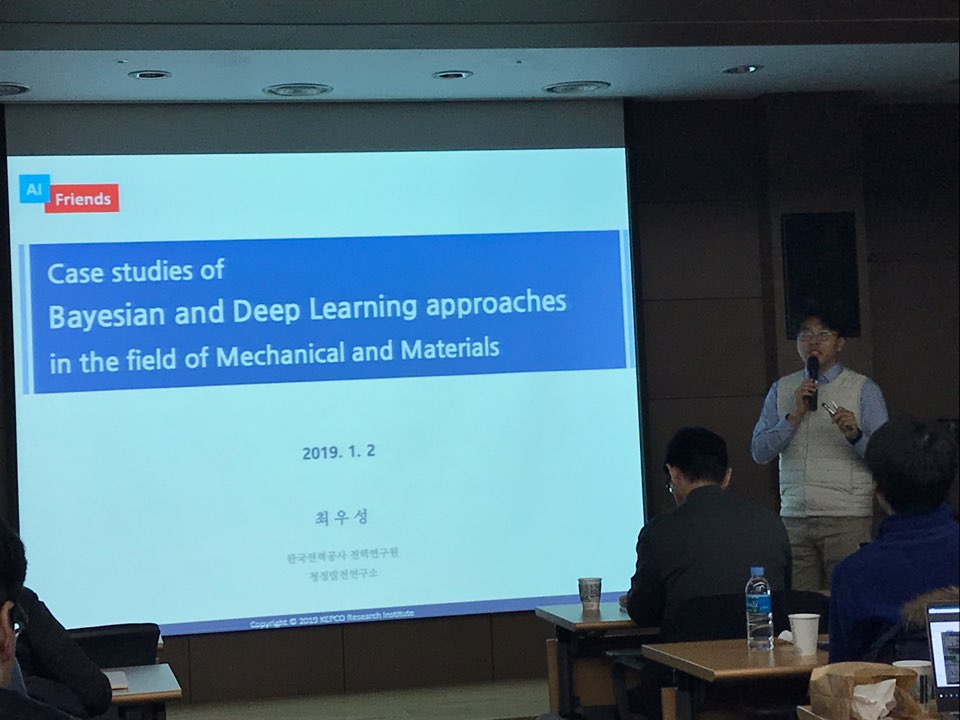 AI
Friends
Case studies of
Bayesian and Deep Learning approaches
in the field of Mechanical and Materials
2019. 1. 2
최 우 성
한국전력공사 전력연구원
청정발전연구소
Copyright © 2019 KEPCO Research Institute